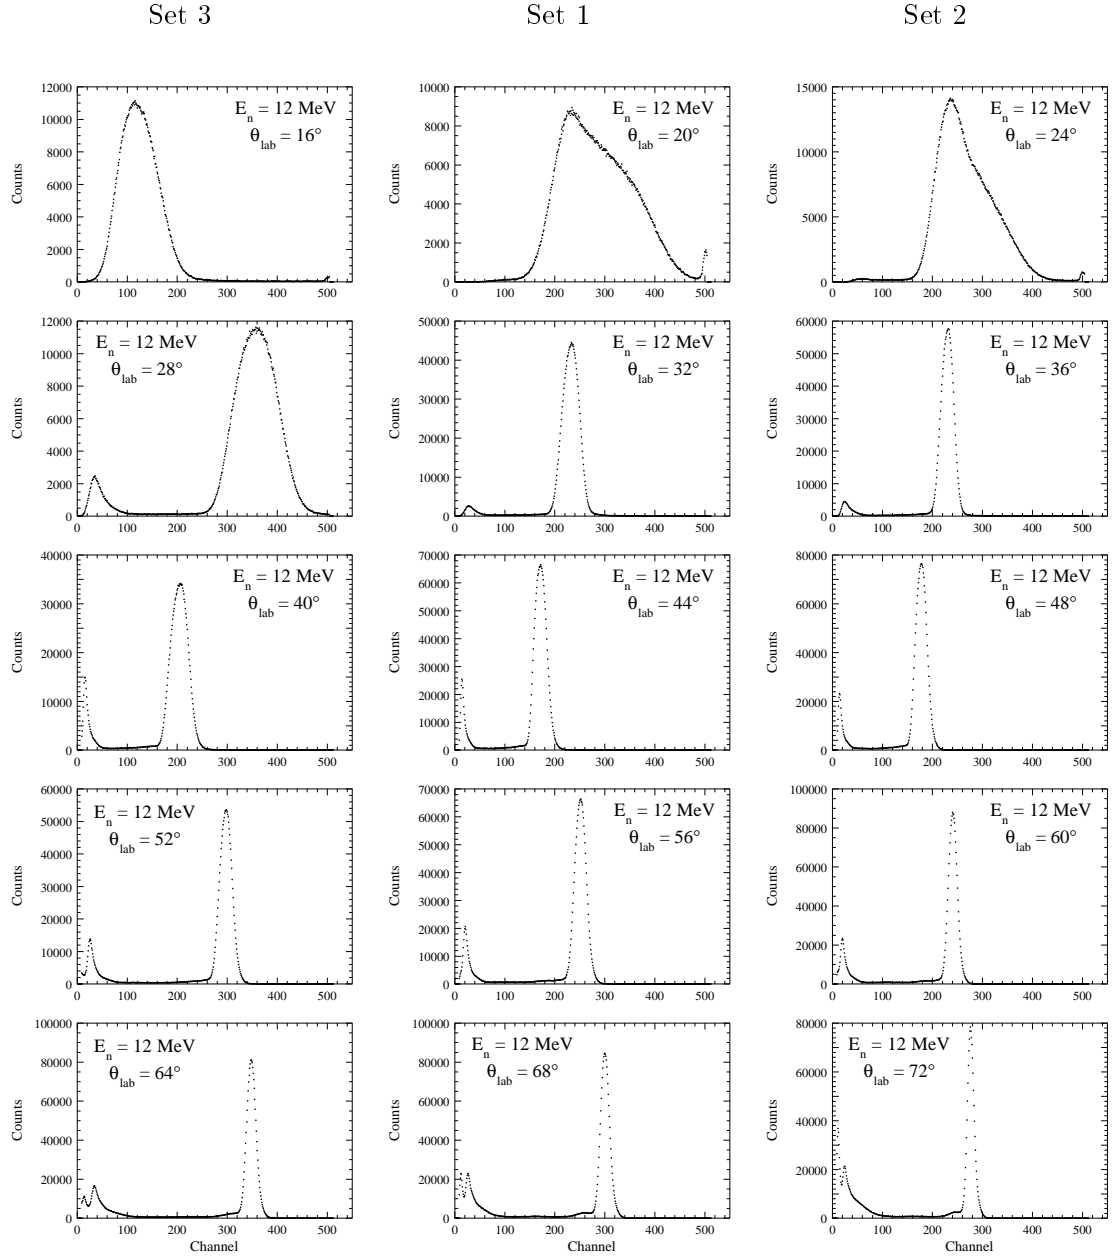 Set 3 Set 1 Set 2
12000 10000 15000
E_n = 12 MeV E_n = 12 MeV E_n = 12 MeV
θ_lab = 16° θ_lab = 20° θ_lab = 24°
10000 8000
8000 10000
6000
6000
Counts Counts Counts
4000
4000 5000
2000
2000
0 0 0
0 100 200 300 400 500 0 100 200 300 400 500 0 100 200 300 400 500
12000 50000 60000
E_n = 12 MeV E_n = 12 MeV E_n = 12 MeV
θ_lab = 28° θ_lab = 32° θ_lab = 36°
10000 40000 50000
8000 40000
30000
6000 30000
Counts Counts Counts
20000
4000 20000
2000 10000 10000
0 0 0
0 100 200 300 400 500 0 100 200 300 400 500 0 100 200 300 400 500
40000 70000 80000
E_n = 12 MeV E_n = 12 MeV E_n = 12 MeV
θ_lab = 40° θ_lab = 44° θ_lab = 48°
30000 60000 60000
50000
20000 40000 40000
Counts Counts Counts
30000
10000 20000 20000
10000
0 0 0
0 100 200 300 400 500 0 100 200 300 400 500 0 100 200 300 400 500
60000 70000 100000
E_n = 12 MeV E_n = 12 MeV E_n = 12 MeV
θ_lab = 52° θ_lab = 56° θ_lab = 60°
50000 60000 80000
40000 50000
60000
30000 40000
Counts Counts Counts
30000 40000
20000
20000 20000
10000 10000
0 0 0
0 100 200 300 400 500 0 100 200 300 400 500 0 100 200 300 400 500
100000 100000 80000
E_n = 12 MeV E_n = 12 MeV E_n = 12 MeV
θ_lab = 64° θ_lab = 68° θ_lab = 72°
80000 80000 60000
60000 60000
40000
Counts Counts Counts
40000 40000
20000 20000 20000
0 0 0
0 100 200 300 400 500 0 100 200 300 400 500 0 100 200 300 400 500
Channel Channel Channel